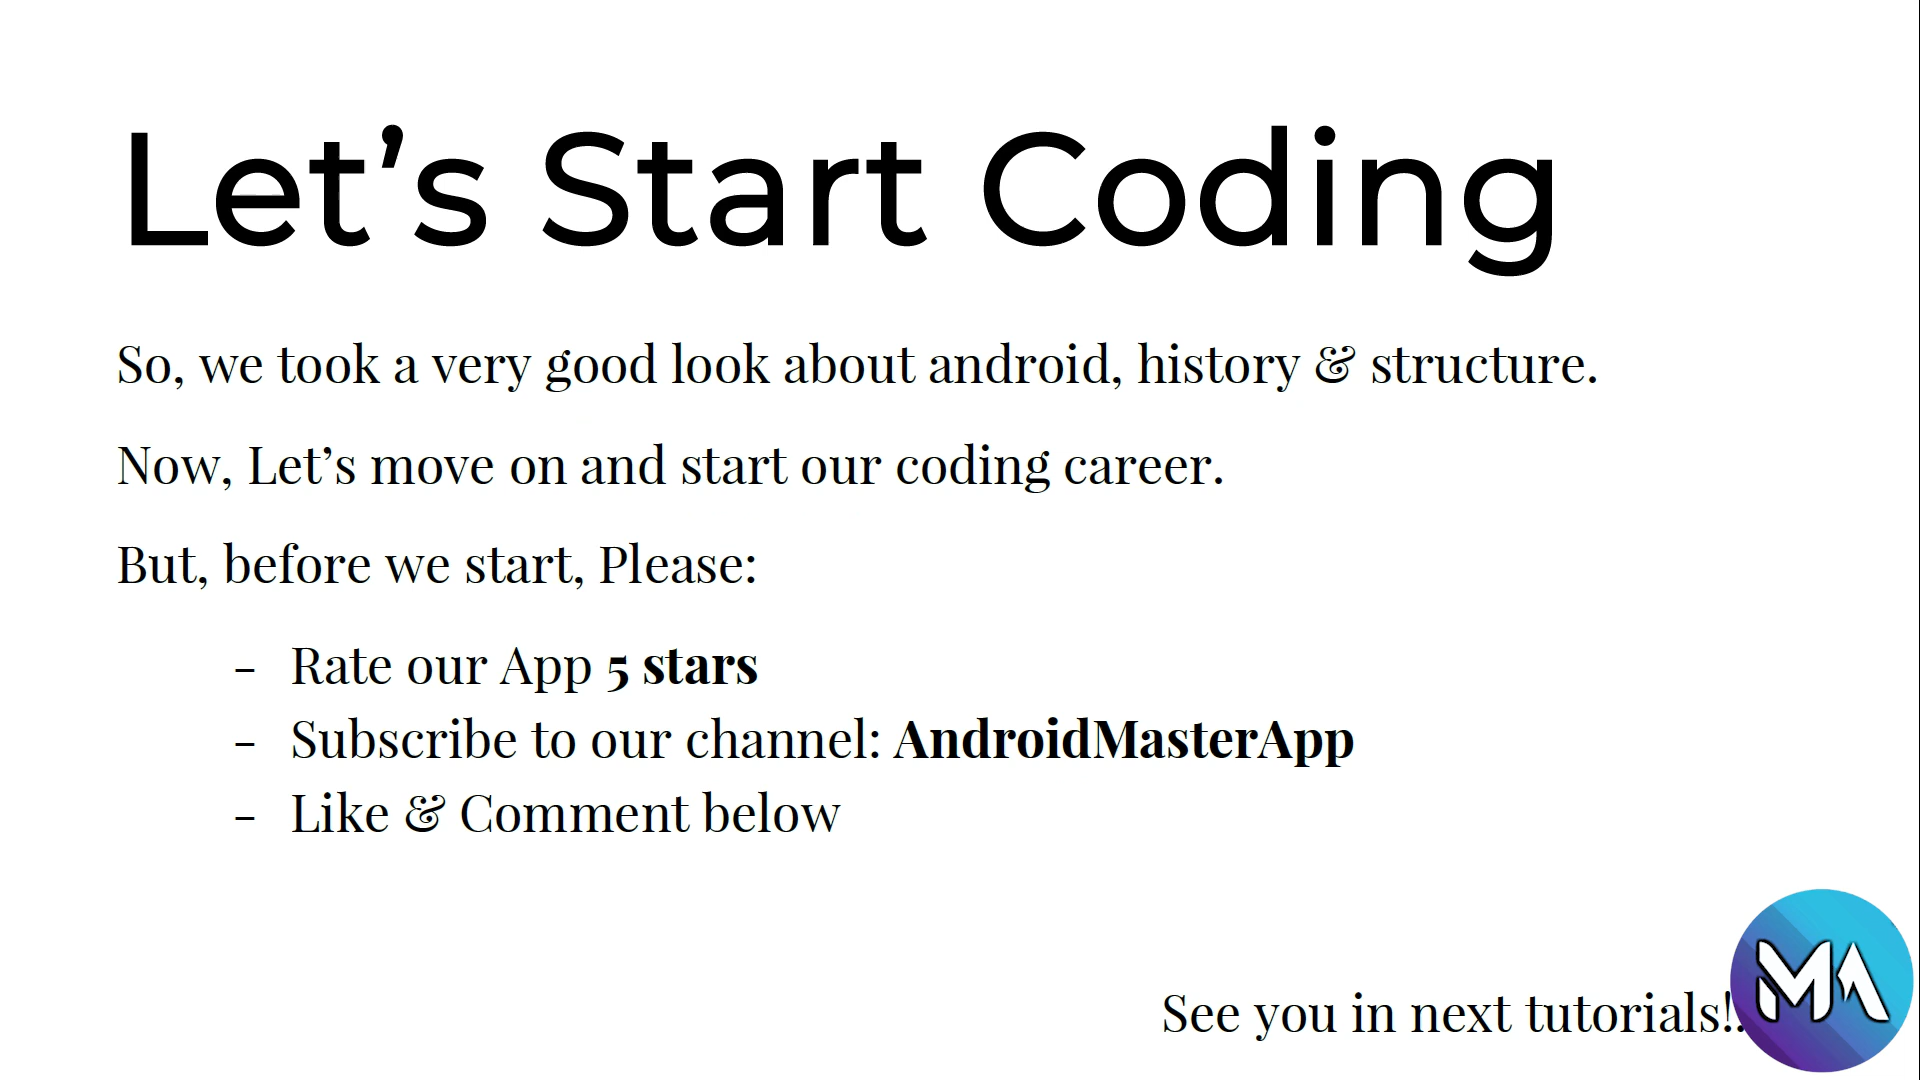 Let’s Start Coding
So, we took a very good look about android, history & structure.
Now, Let’s move on and start our coding career.
But, before we start, Please:
- Rate our App 5 stars
- Subscribe to our channel: AndroidMasterApp
- Like & Comment below
See you in next tutorials!.
MA